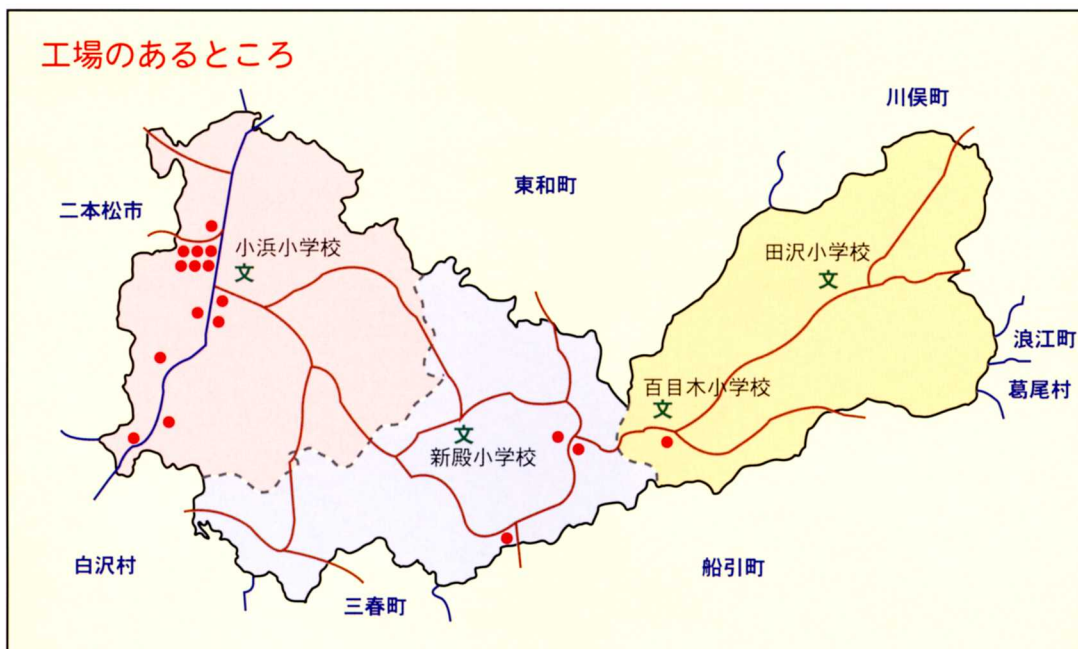 工場のあるところ
川俣町
東和町
二本松市
小浜小学校
文
田沢小学校
文
浪江町
百目木小学校
文
葛尾村
文
新殿小学校
白沢村
船引町
三春町